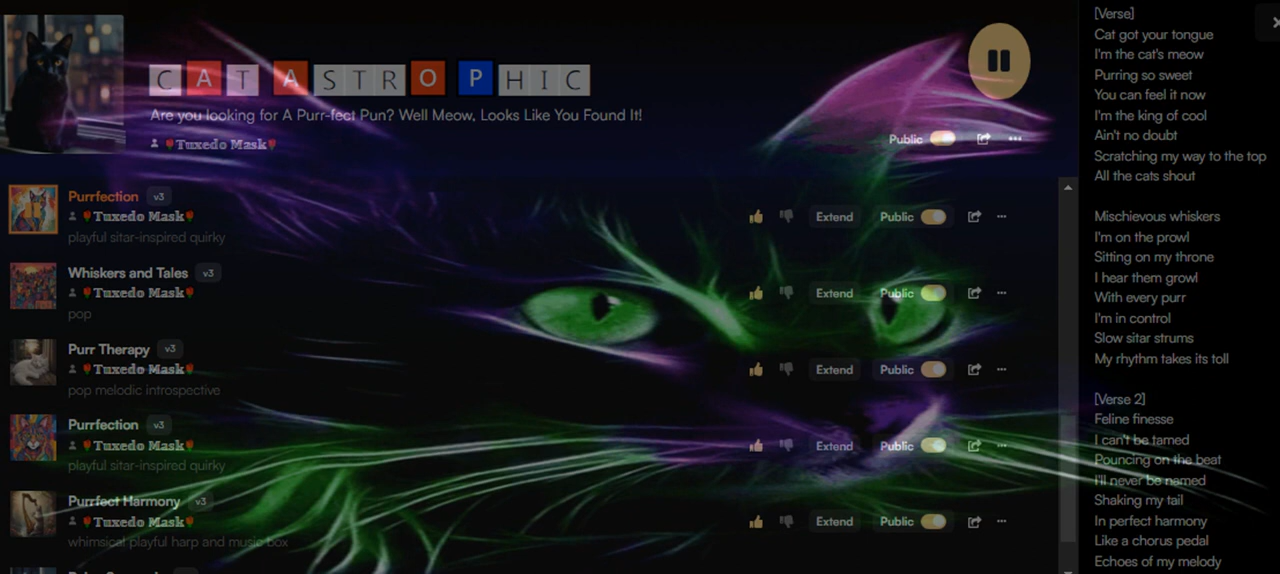 CAT ASTROPHIC
Are you looking for A Purr-fect Pun? Well Meow, Looks Like You Found It!
🌹Tuxedo Mask🌹
Public
Purrfection v3
🌹Tuxedo Mask🌹
playful sitar-inspired quirky
Extend Public
Whiskers and Tales v3
🌹Tuxedo Mask🌹
pop
Extend Public
Purr Therapy v3
🌹Tuxedo Mask🌹
pop melodic introspective
Extend Public
Purrfection v3
🌹Tuxedo Mask🌹
playful sitar-inspired quirky
Extend Public
Purrfect Harmony v3
🌹Tuxedo Mask🌹
whimsical playful harp and music box
Extend Public
[Verse]
Cat got your tongue
I'm the cat's meow
Purring so sweet
You can feel it now
I'm the king of cool
Ain't no doubt
Scratching my way to the top
All the cats shout
Mischievous whiskers
I'm on the prowl
Sitting on my throne
I hear them growl
With every purr
I'm in control
Slow sitar strums
My rhythm takes its toll
[Verse 2]
Feline finesse
I can't be tamed
Pouncing on the beat
I'll never be named
Shaking my tail
In perfect harmony
Like a chorus pedal
Echoes of my melody